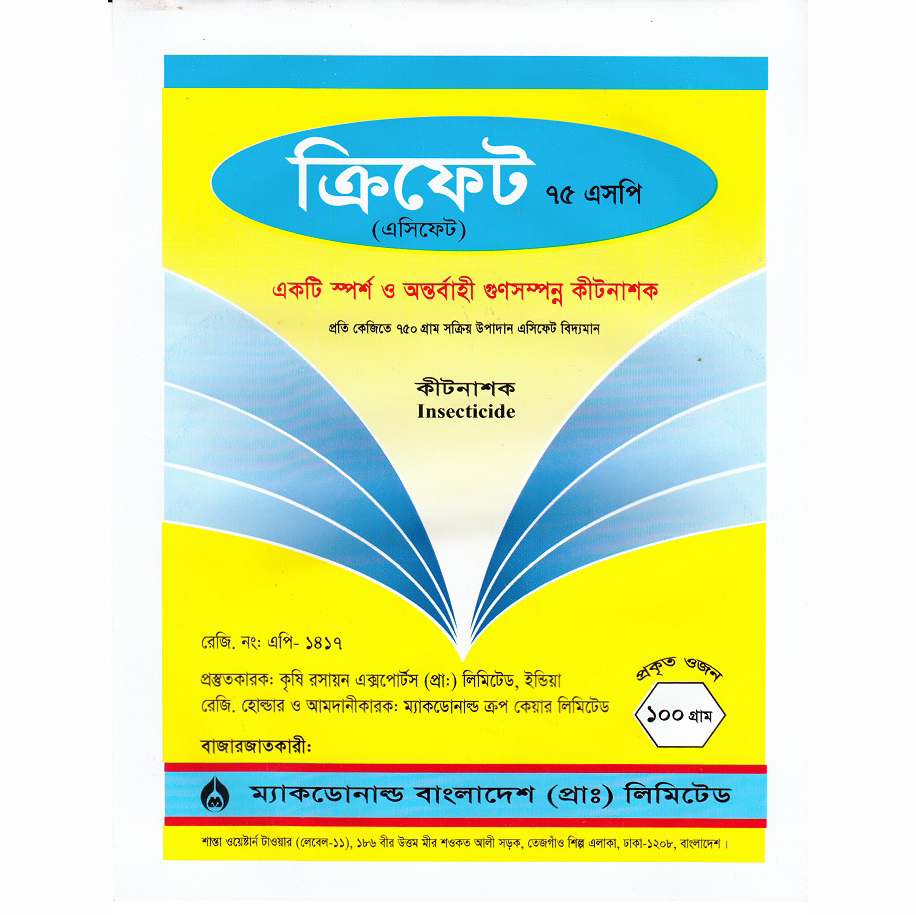 ক্রিফেট ৭৫ এসপি
(এসিফেট)
একটি স্পর্শ ও অন্তর্বাহী গুণসম্পন্ন কীটনাশক
প্রতি কেজিতে ৭৫০ গ্রাম সক্রিয় উপাদান এসিফেট বিদ্যমান
কীটনাশক
Insecticide
রেজি. নং: এপি- ১৪১৭
প্রস্তুতকারক: কৃষি রসায়ন এক্সপোর্টস (প্রা:) লিমিটেড, ইন্ডিয়া
রেজি. হোল্ডার ও আমদানীকারক: ম্যাকডোনাল্ড ক্রপ কেয়ার লিমিটেড
প্রকৃত ওজন
১০০ গ্রাম
বাজারজাতকারী:
ম্যাকডোনাল্ড বাংলাদেশ (প্রাঃ) লিমিটেড
শান্তা ওয়েষ্টার্ন টাওয়ার (লেবেল-১১), ১৮৬ বীর উত্তম মীর শওকত আলী সড়ক, তেজগাঁও শিল্প এলাকা, ঢাকা-১২০৮, বাংলাদেশ।